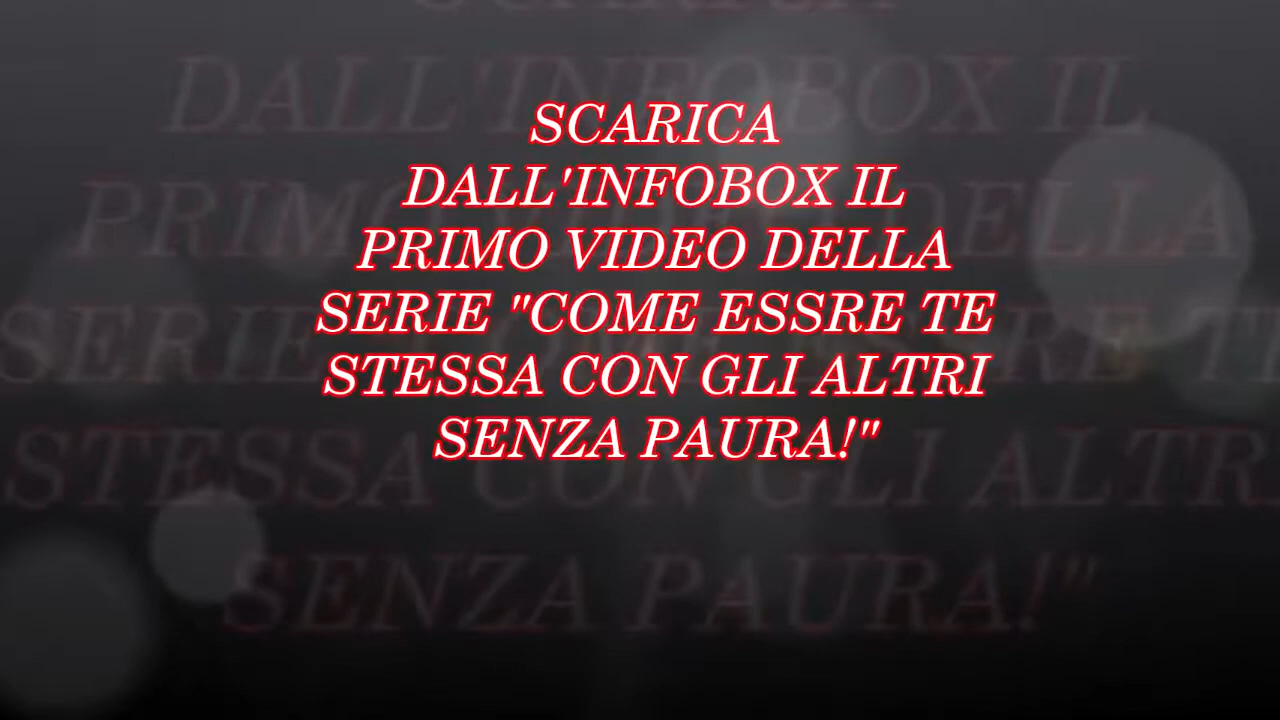 SCARICA
DALL'INFOBOX IL
PRIMO VIDEO DELLA
SERIE "COME ESSRE TE
STESSA CON GLI ALTRI
SENZA PAURA!"